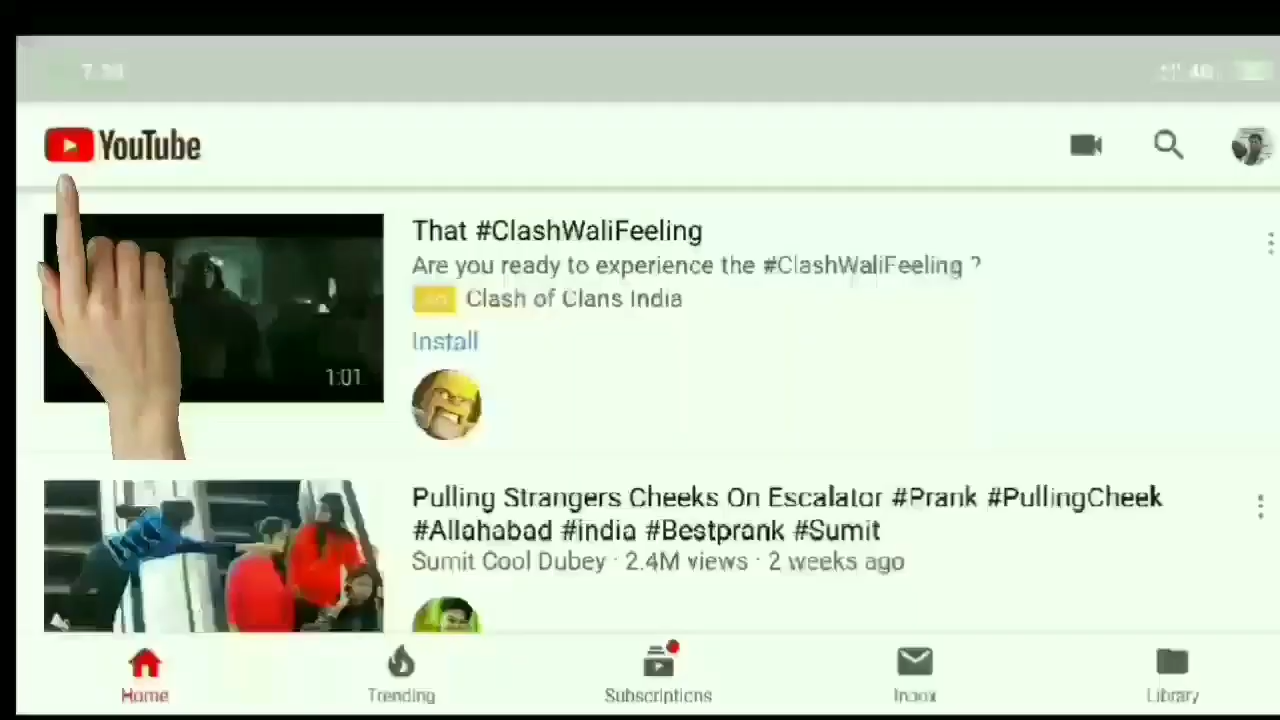 YouTube
That #ClashWaliFeeling
Are you ready to experience the #ClashWaliFeeling ?
Clash of Clans India
Install
1:01
Pulling Strangers Cheeks On Escalator #Prank #PullingCheek
#Allahabad #india #Bestprank #Sumit
Sumit Cool Dubey · 2.4M views · 2 weeks ago
Home
Trending
Subscriptions
Inbox
Library